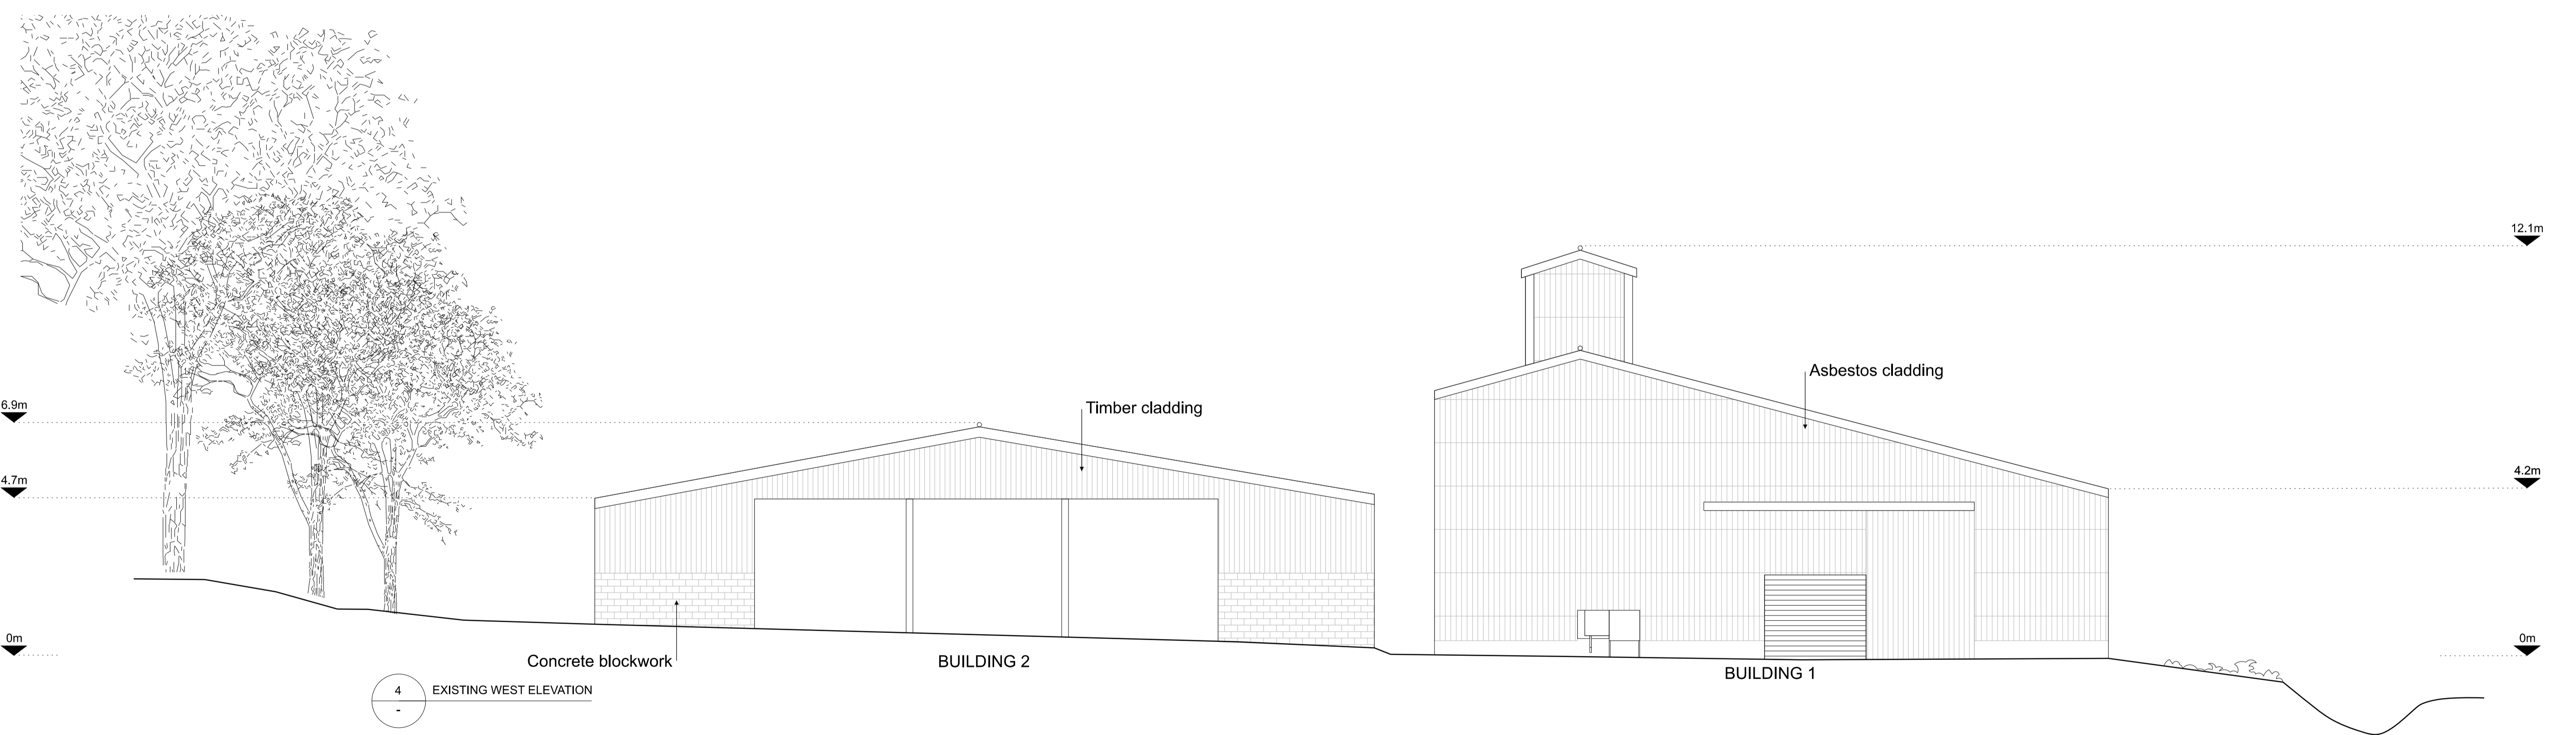 12.1m
Asbestos cladding
6.9m
Timber cladding
4.7m
4.2m
0m
0m
Concrete blockwork
BUILDING 2
BUILDING 1
4
EXISTING WEST ELEVATION
-